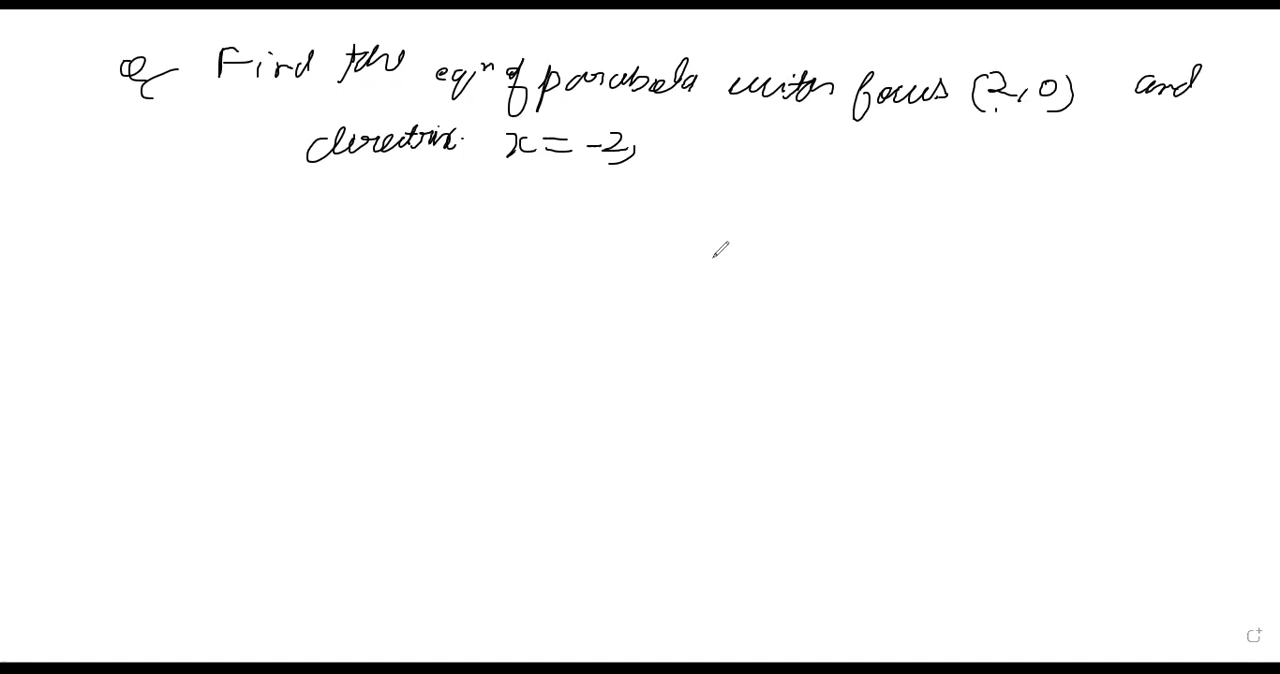 Q Find the eqⁿ of parabola with focus (2,0) and
directrix x = -2,